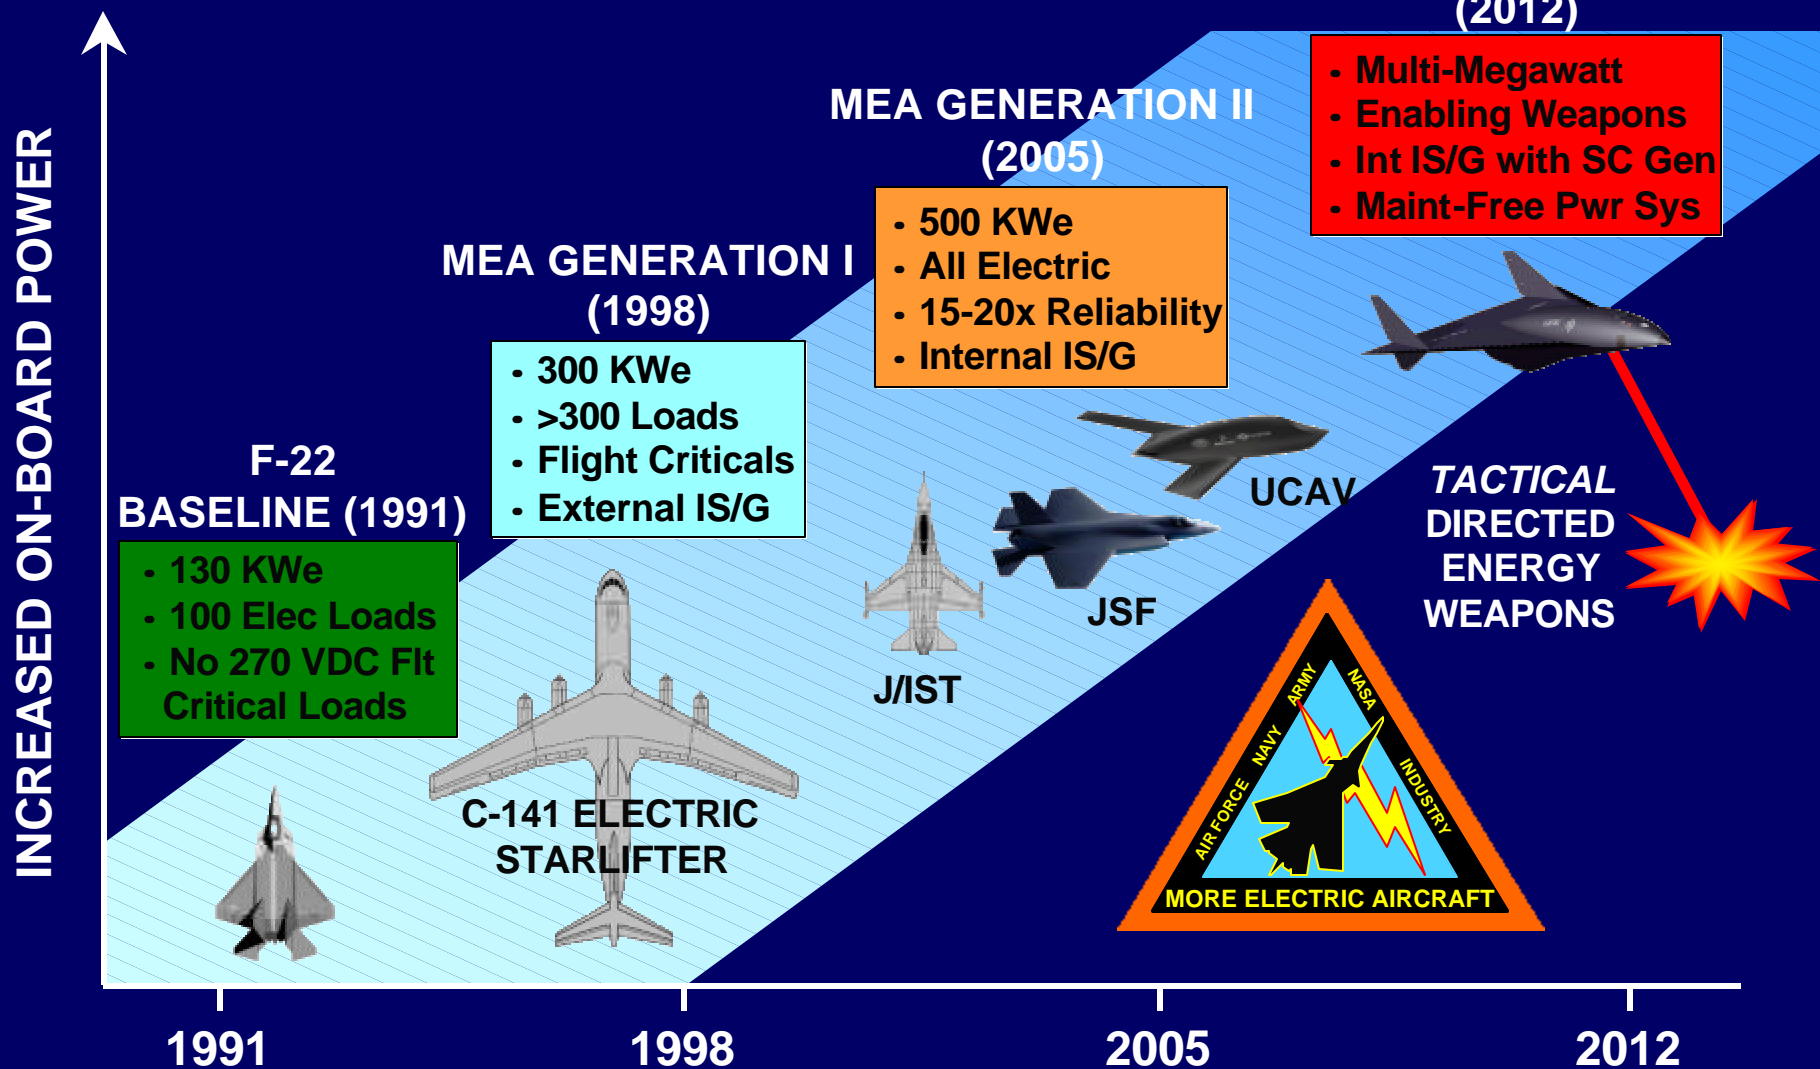 INCREASED ON-BOARD POWER
F-22
BASELINE (1991)
• 130 KWe
• 100 Elec Loads
• No 270 VDC Flt
Critical Loads
MEA GENERATION I
(1998)
• 300 KWe
• >300 Loads
• Flight Criticals
• External IS/G
MEA GENERATION II
(2005)
• 500 KWe
• All Electric
• 15-20x Reliability
• Internal IS/G
(2012)
• Multi-Megawatt
• Enabling Weapons
• Int IS/G with SC Gen
• Maint-Free Pwr Sys
C-141 ELECTRIC
STARLIFTER
J/IST
JSF
UCAV
TACTICAL
DIRECTED
ENERGY
WEAPONS
AIR FORCE NAVY ARMY
NASA INDUSTRY
MORE ELECTRIC AIRCRAFT
1991
1998
2005
2012